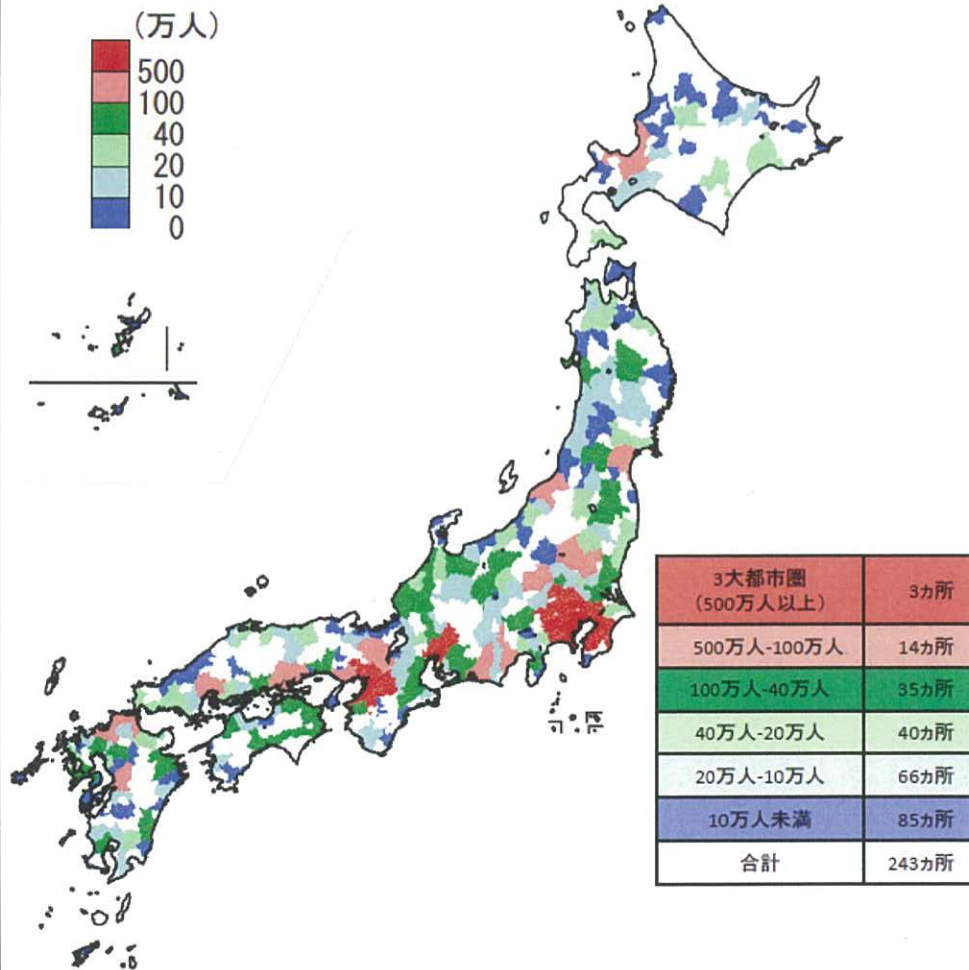 (万人)
500
100
40
20
10
0
3大都市圏
(500万人以上)
3カ所
500万人-100万人
14カ所
100万人-40万人
35カ所
40万人-20万人
40カ所
20万人-10万人
66カ所
10万人未満
85カ所
合計
243カ所